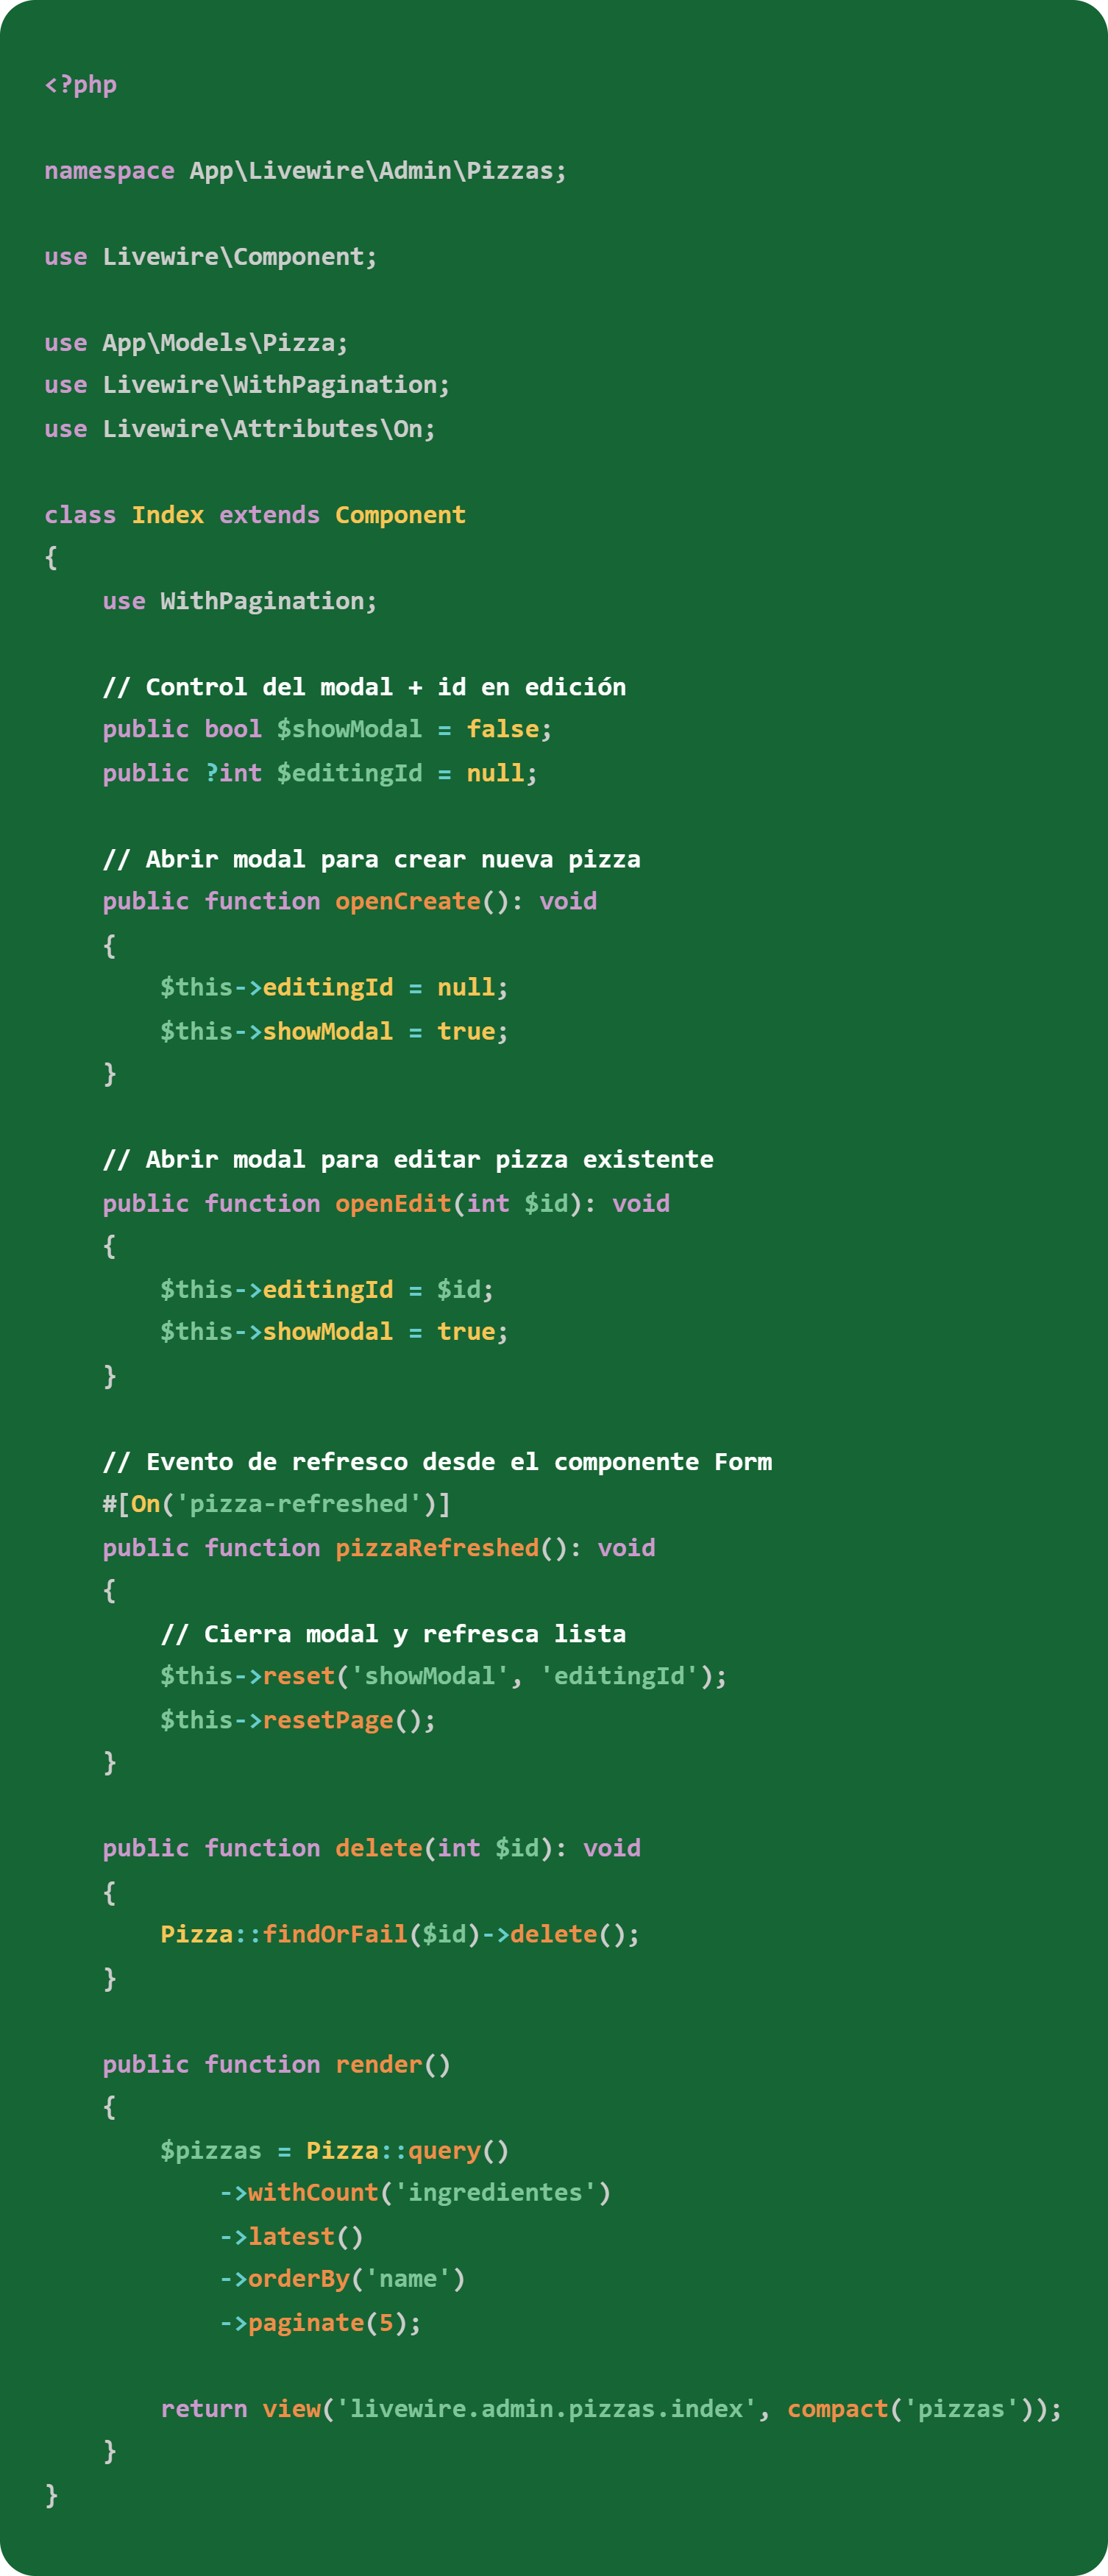 <?php
namespace App\Livewire\Admin\Pizzas;
use Livewire\Component;
use App\Models\Pizza;
use Livewire\WithPagination;
use Livewire\Attributes\On;
class Index extends Component
{
    use WithPagination;
    // Control del modal + id en edición
    public bool $showModal = false;
    public ?int $editingId = null;
    // Abrir modal para crear nueva pizza
    public function openCreate(): void
    {
        $this->editingId = null;
        $this->showModal = true;
    }
    // Abrir modal para editar pizza existente
    public function openEdit(int $id): void
    {
        $this->editingId = $id;
        $this->showModal = true;
    }
    // Evento de refresco desde el componente Form
    #[On('pizza-refreshed')]
    public function pizzaRefreshed(): void
    {
        // Cierra modal y refresca lista
        $this->reset('showModal', 'editingId');
        $this->resetPage();
    }
    public function delete(int $id): void
    {
        Pizza::findOrFail($id)->delete();
    }
    public function render()
    {
        $pizzas = Pizza::query()
            ->withCount('ingredientes')
            ->latest()
            ->orderBy('name')
            ->paginate(5);
        return view('livewire.admin.pizzas.index', compact('pizzas'));
    }
}